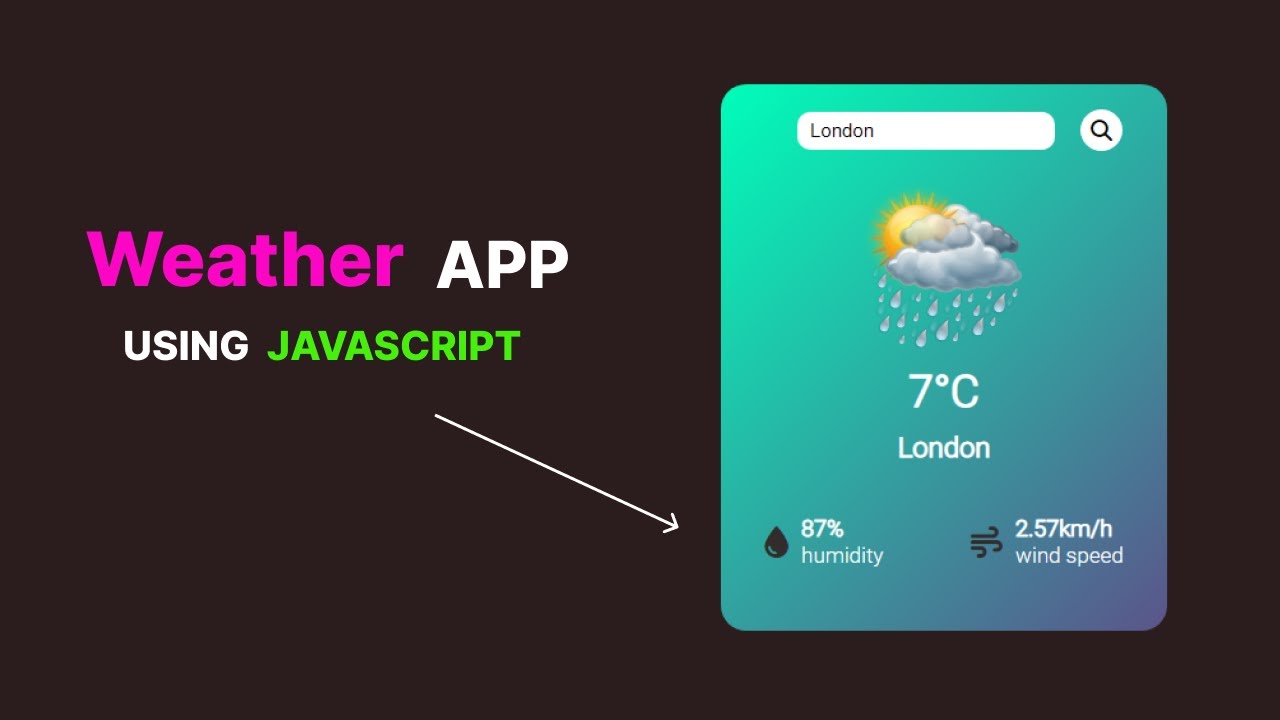 Weather APP
USING JAVASCRIPT
London
7°C
London
87%
humidity
2.57km/h
wind speed